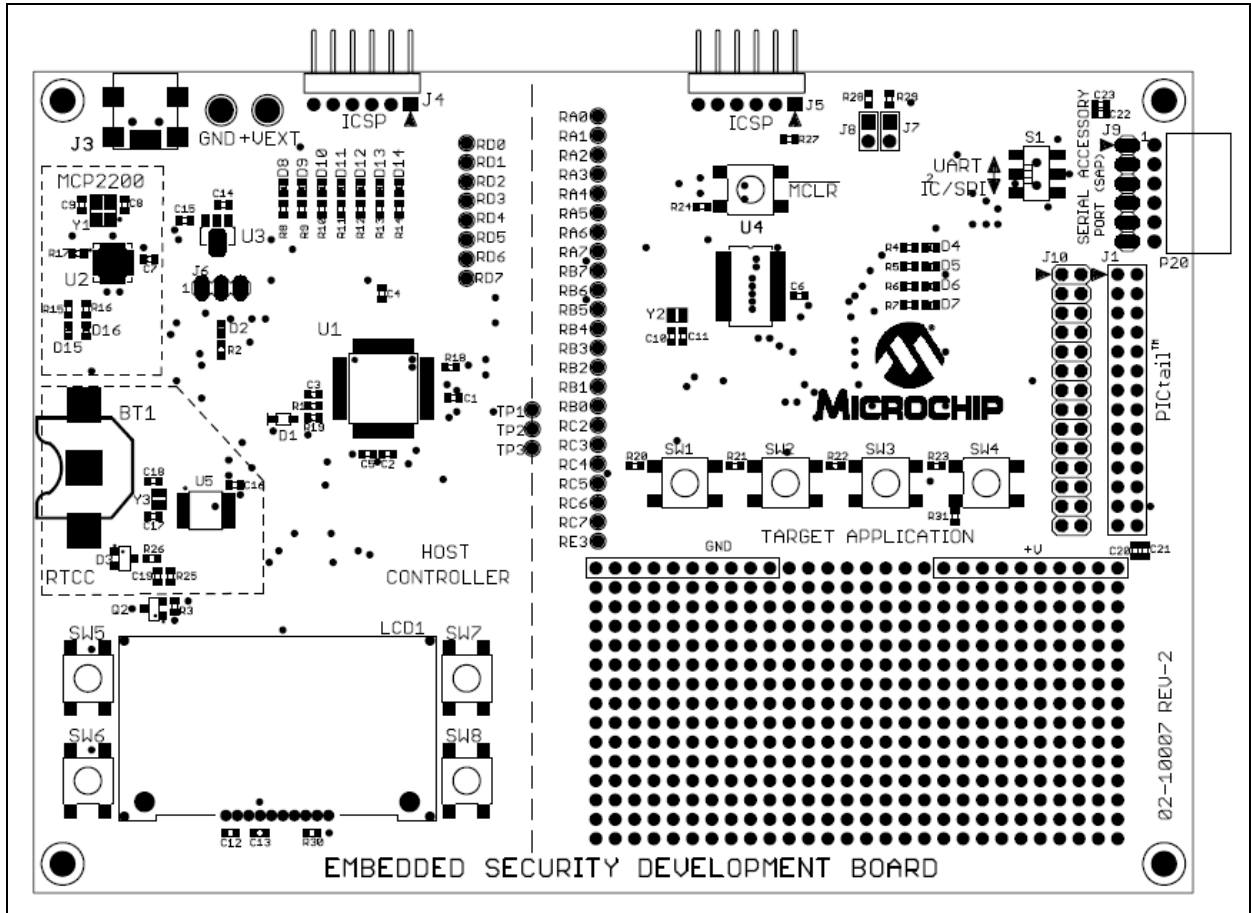 J4
J5
ICSP
ICSP
J3
GND
+VEXT
R28
R29
J8
J7
R27
C23
C22
J9
1
SERIAL ACCESSORY
PORT (SAP)
P20
S1
UART
I²C/SPI
MCP2200
C9
C8
Y1
R17
U2
C7
R15
R16
D15
D16
C14
C15
U3
J6
1
D2
R2
D8
D9
D10
D11
D12
D13
D14
R8
R9
R10
R11
R12
R13
R14
C4
RD0
RD1
RD2
RD3
RD4
RD5
RD6
RD7
RA0
RA1
RA2
RA3
RA4
RA5
RA6
RA7
RB7
RB6
RB5
RB4
RB3
RB2
RB1
RB0
RC2
RC3
RC4
RC5
RC6
RC7
RE3
TP1
TP2
TP3
MCLR
R24
U4
C6
Y2
C10
C11
R4
D4
R5
D5
R6
D6
R7
D7
J10
J1
PICtail™
MICROCHIP
®
U1
R18
C1
C3
R1
R19
D1
C5
C2
BT1
C18
Y3
C17
U5
C16
D3
R26
C19
R25
RTCC
Q2
R3
HOST
CONTROLLER
R20
SW1
R21
SW2
R22
SW3
R23
SW4
R31
TARGET APPLICATION
GND
+V
C20
C21
SW5
SW6
LCD1
SW7
SW8
C12
C13
R30
02-10007 REV-2
EMBEDDED SECURITY DEVELOPMENT BOARD